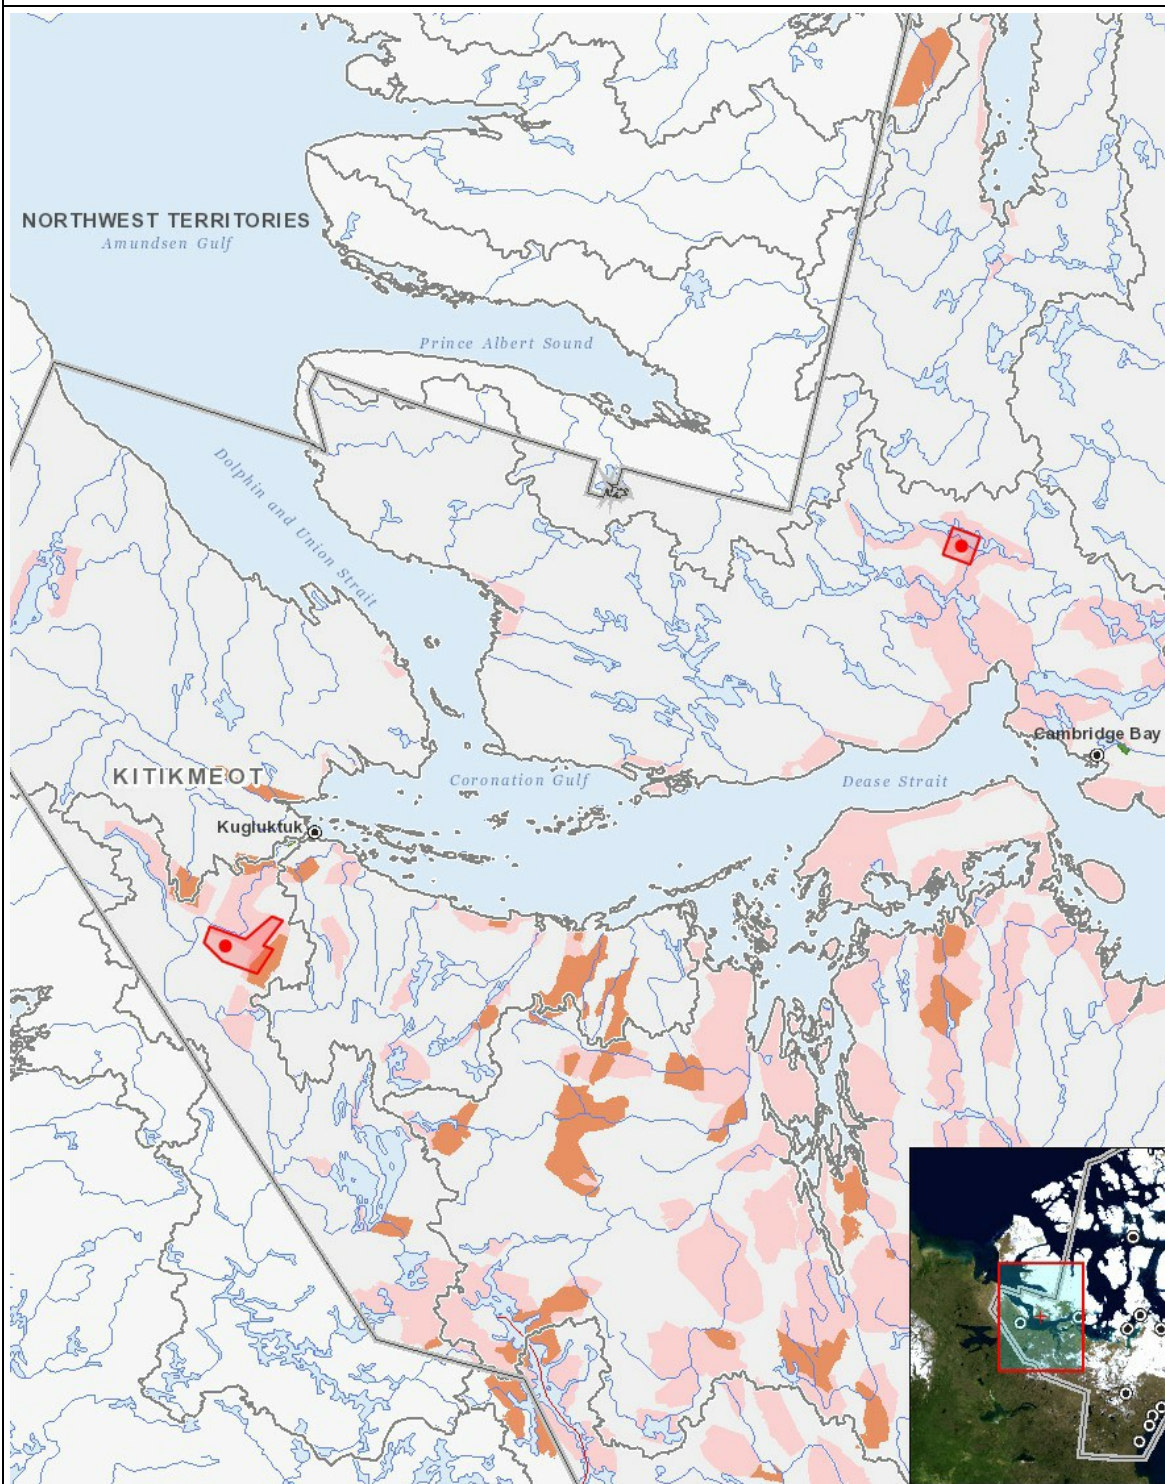 NORTHWEST TERRITORIES
Amundsen Gulf
Prince Albert Sound
Dolphin and Union Strait
Cambridge Bay
KITIKMEOT
Coronation Gulf
Dease Strait
Kugluktuk